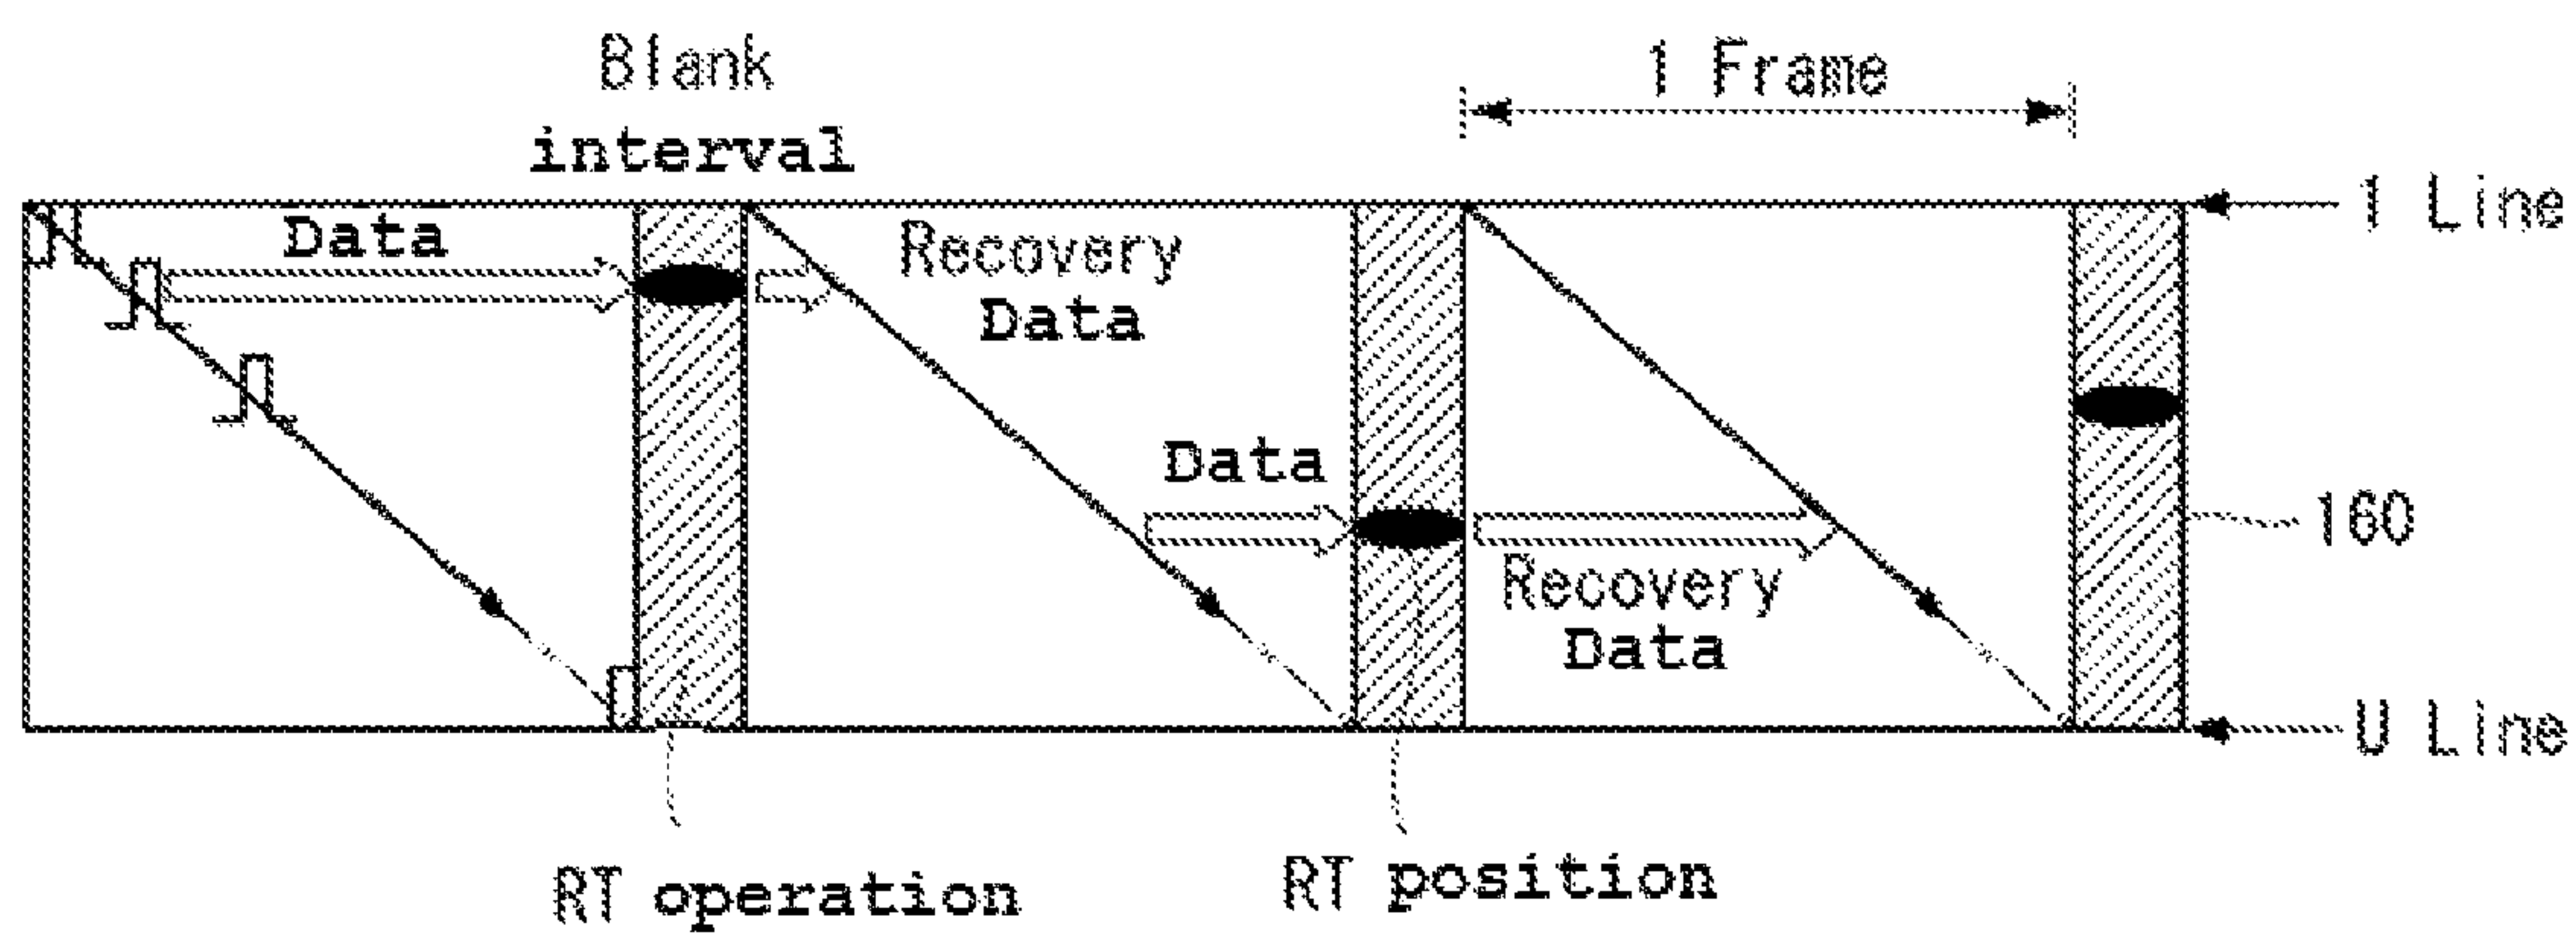 Blank
interval
1 Frame
1 Line
Data
Recovery
Data
Data
160
Recovery
Data
U Line
RT operation
RT position